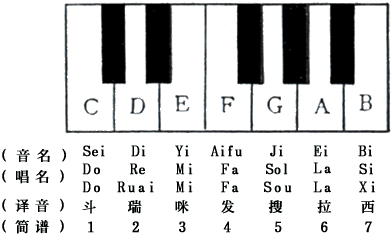 C D E F G A B
(音名) Sei Di Yi Aifu Ji Ei Bi
(唱名) Do Re Mi Fa Sol La Si
Do Ruai Mi Fa Sou La Xi
(译音) 斗 瑞 咪 发 搜 拉 西
(简谱) 1 2 3 4 5 6 7